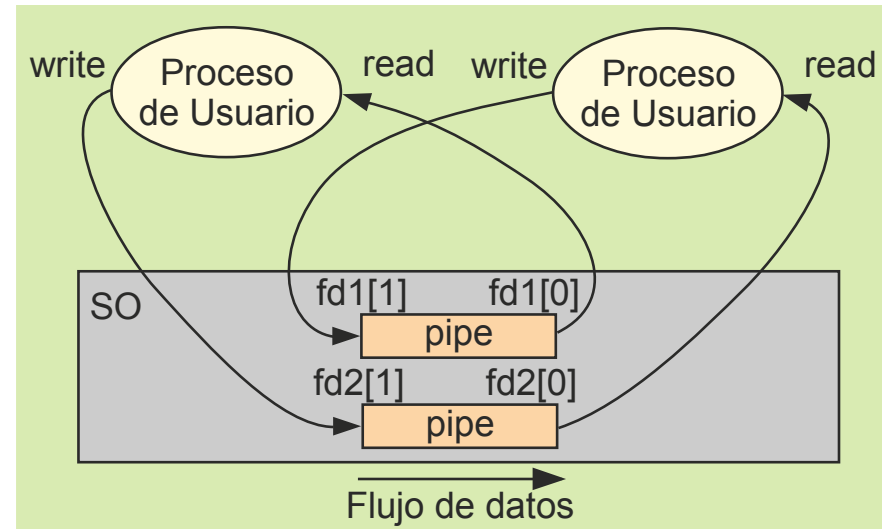 write
Proceso
de Usuario
read
write
Proceso
de Usuario
read
SO
fd1[1]
fd1[0]
pipe
fd2[1]
fd2[0]
pipe
Flujo de datos